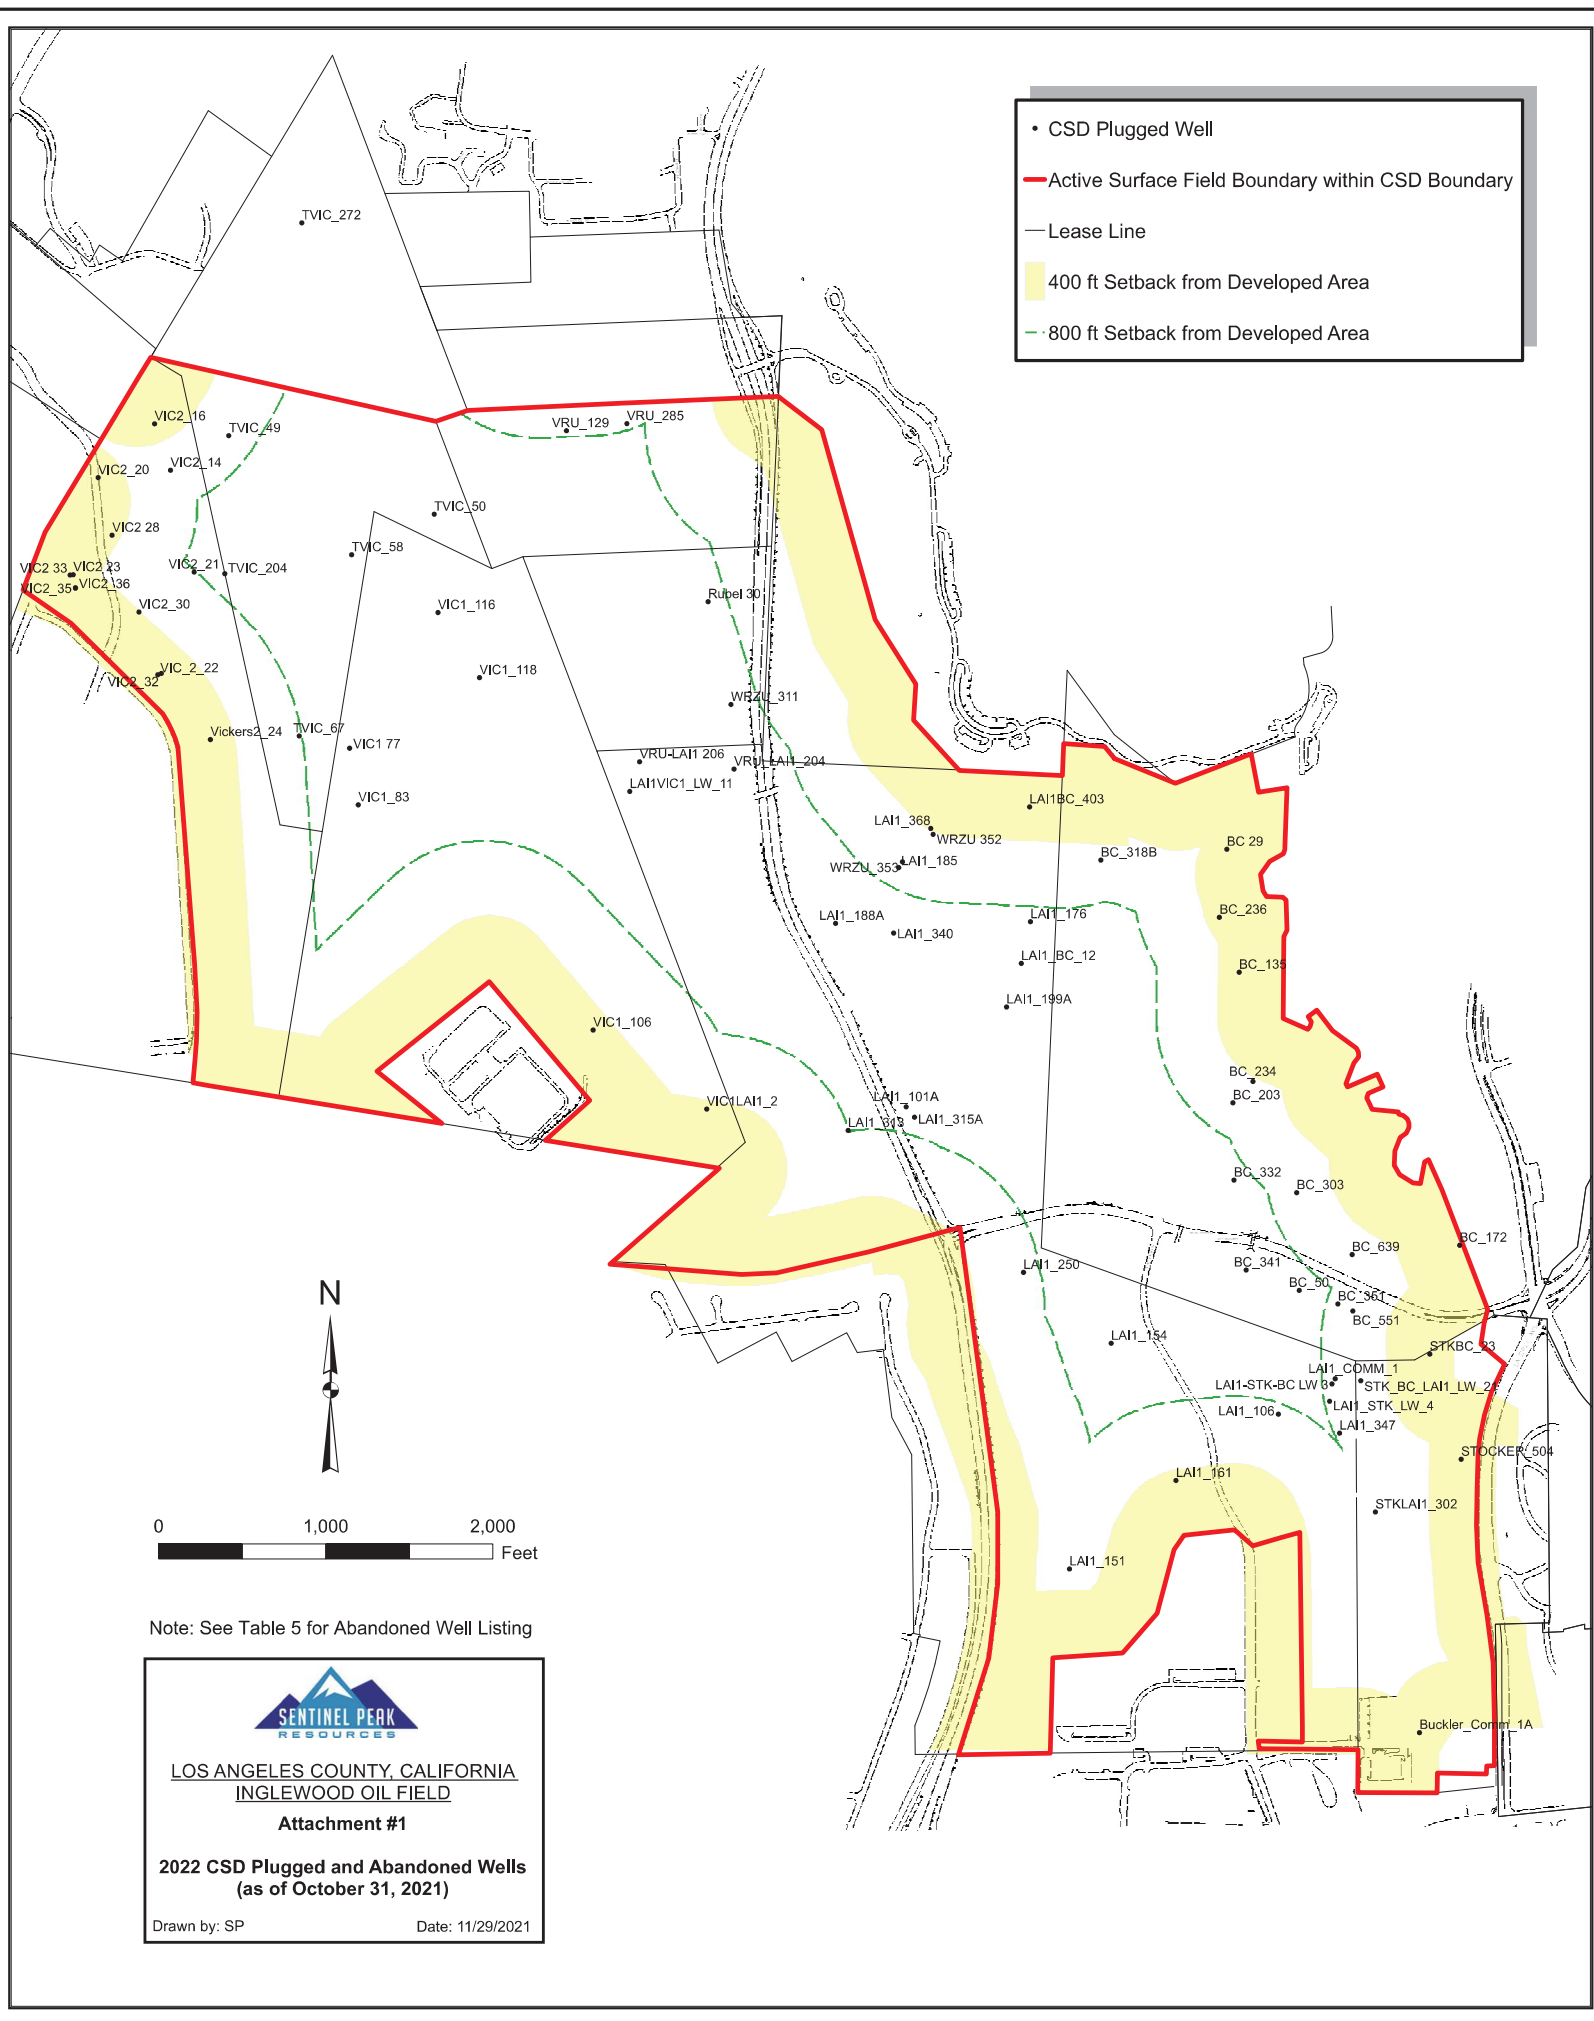 CSD Plugged Well
Active Surface Field Boundary within CSD Boundary
Lease Line
400 ft Setback from Developed Area
800 ft Setback from Developed Area
TVIC_272
VIC2_16
TVIC_49
VRU_129
VRU_285
VIC2_20
VIC2_14
TVIC_50
VIC2 28
TVIC_58
VIC2 33
VIC2 23
VIC2_21
TVIC_204
VIC2_35
VIC2_36
VIC2_30
VIC1_116
Rubel 30
VIC_2_22
VIC2_32
VIC1_118
WRZU_311
Vickers2_24
TVIC_67
VIC1 77
VRU-LAI1 206
VRU_LAI1_204
LAI1VIC1_LW_11
VIC1_83
LAI1BC_403
LAI1_368
WRZU 352
BC 29
BC_318B
WRZU_353
LAI1_185
LAI1_188A
LAI1_340
LAI1_176
BC_236
LAI1_BC_12
BC_135
LAI1_199A
VIC1_106
BC_234
BC_203
VIC1LAI1_2
LAI1_101A
LAI1_315A
LAI1_313
BC_332
BC_303
BC_172
BC_639
LAI1_250
BC_341
BC_50
BC_351
BC_551
LAI1_154
STKBC_23
LAI1_COMM_1
LAI1-STK-BC LW 3
STK_BC_LAI1_LW_21
LAI1_STK_LW_4
LAI1_106
LAI1_347
STOCKER_504
LAI1_161
STKLAI1_302
LAI1_151
Buckler_Comm_1A
N
0 1,000 2,000
Feet
Note: See Table 5 for Abandoned Well Listing
SENTINEL PEAK
RESOURCES
LOS ANGELES COUNTY, CALIFORNIA
INGLEWOOD OIL FIELD
Attachment #1
2022 CSD Plugged and Abandoned Wells
(as of October 31, 2021)
Drawn by: SP Date: 11/29/2021